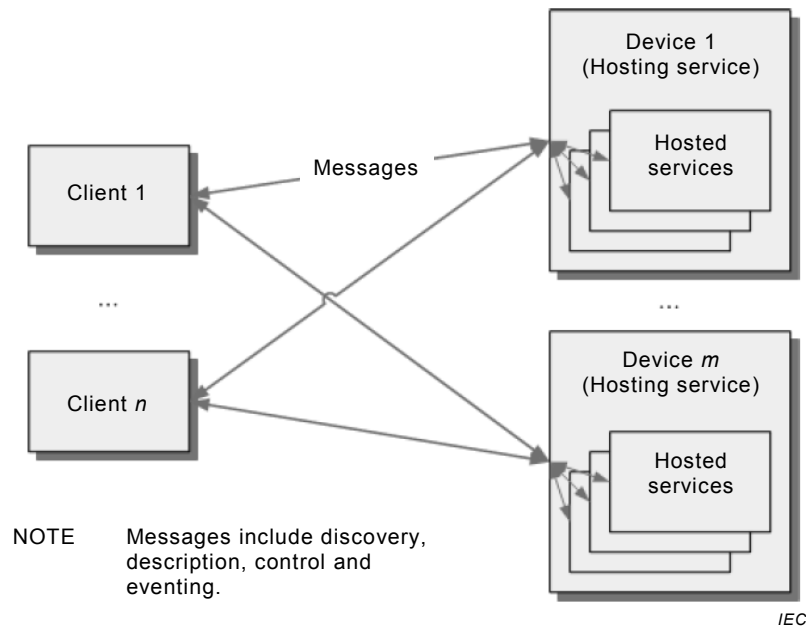 Device 1
(Hosting service)
Hosted
services
Messages
Client 1
...
...
Client n
Device m
(Hosting service)
Hosted
services
NOTE Messages include discovery,
description, control and
eventing.
IEC